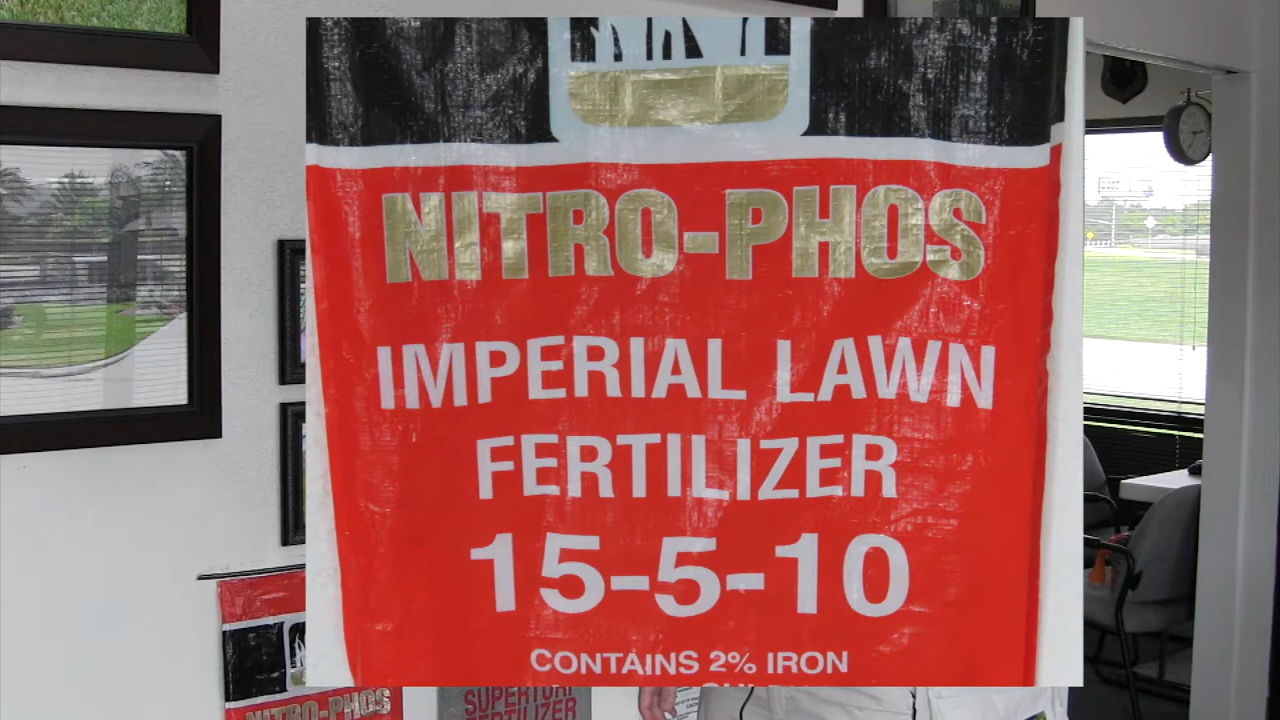 NITRO-PHOS
IMPERIAL LAWN
FERTILIZER
15-5-10
CONTAINS 2% IRON
NITRO-PHOS
SUPERTURF
FERTILIZER